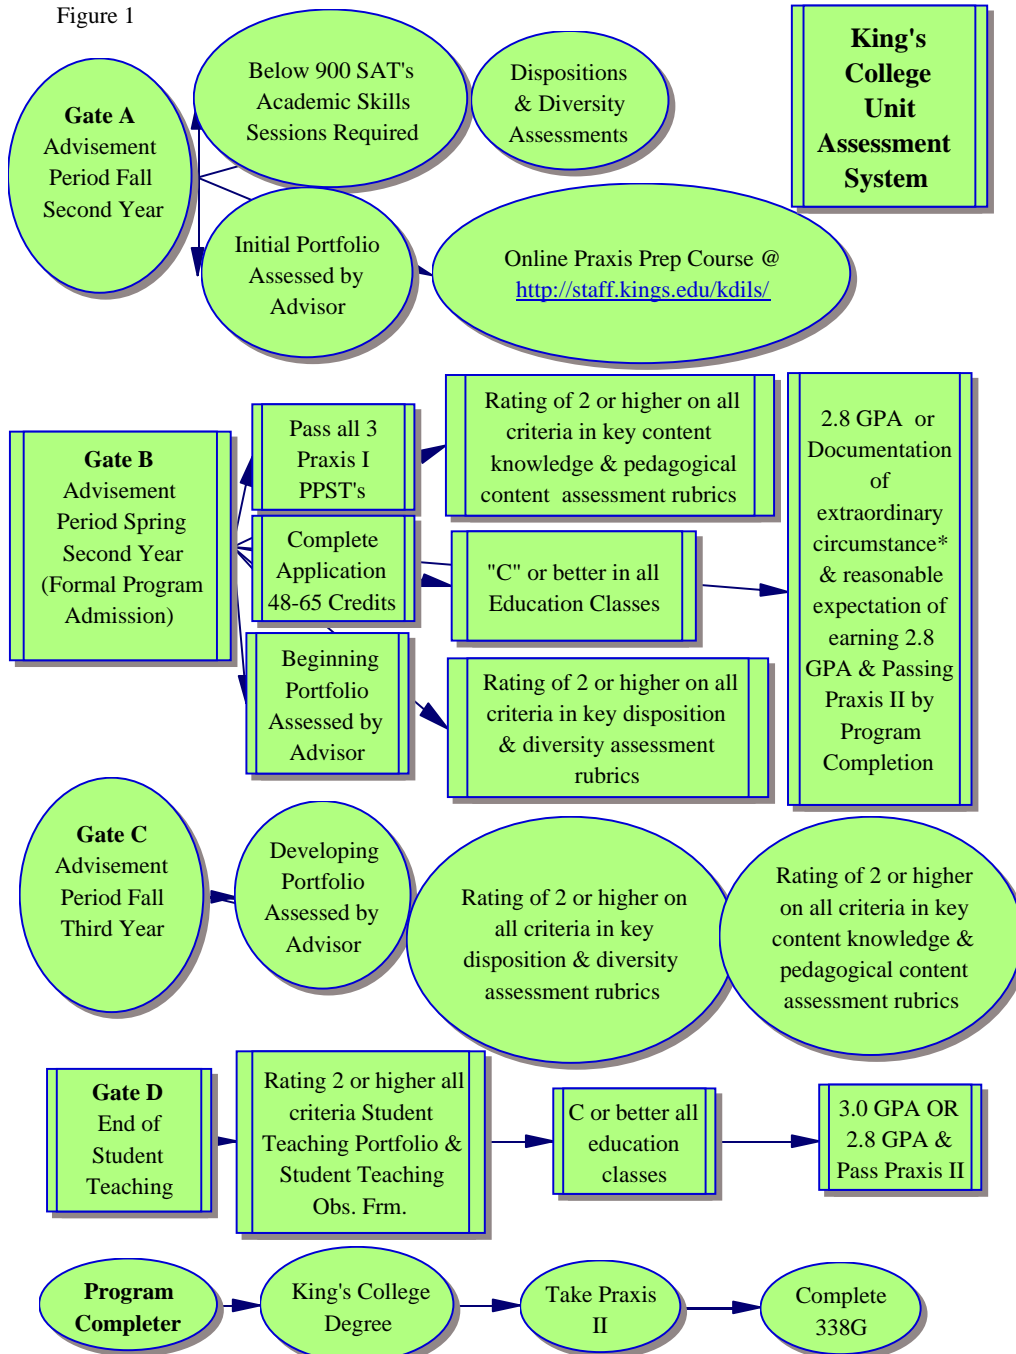 Figure 1
King's
College
Unit
Assessment
System
Gate A
Advisement
Period Fall
Second Year
Below 900 SAT's
Academic Skills
Sessions Required
Dispositions
& Diversity
Assessments
Initial Portfolio
Assessed by
Advisor
Online Praxis Prep Course @
http://staff.kings.edu/kdils/
Gate B
Advisement
Period Spring
Second Year
(Formal Program
Admission)
Pass all 3
Praxis I
PPST's
Rating of 2 or higher on all
criteria in key content
knowledge & pedagogical
content assessment rubrics
Complete
Application
48-65 Credits
"C" or better in all
Education Classes
Beginning
Portfolio
Assessed by
Advisor
Rating of 2 or higher on all
criteria in key disposition
& diversity assessment
rubrics
2.8 GPA or
Documentation
of
extraordinary
circumstance*
& reasonable
expectation of
earning 2.8
GPA & Passing
Praxis II by
Program
Completion
Gate C
Advisement
Period Fall
Third Year
Developing
Portfolio
Assessed by
Advisor
Rating of 2 or higher on
all criteria in key
disposition & diversity
assessment rubrics
Rating of 2 or higher
on all criteria in key
content knowledge &
pedagogical content
assessment rubrics
Gate D
End of
Student
Teaching
Rating 2 or higher all
criteria Student
Teaching Portfolio &
Student Teaching
Obs. Frm.
C or better all
education
classes
3.0 GPA OR
2.8 GPA &
Pass Praxis II
Program
Completer
King's College
Degree
Take Praxis
II
Complete
338G